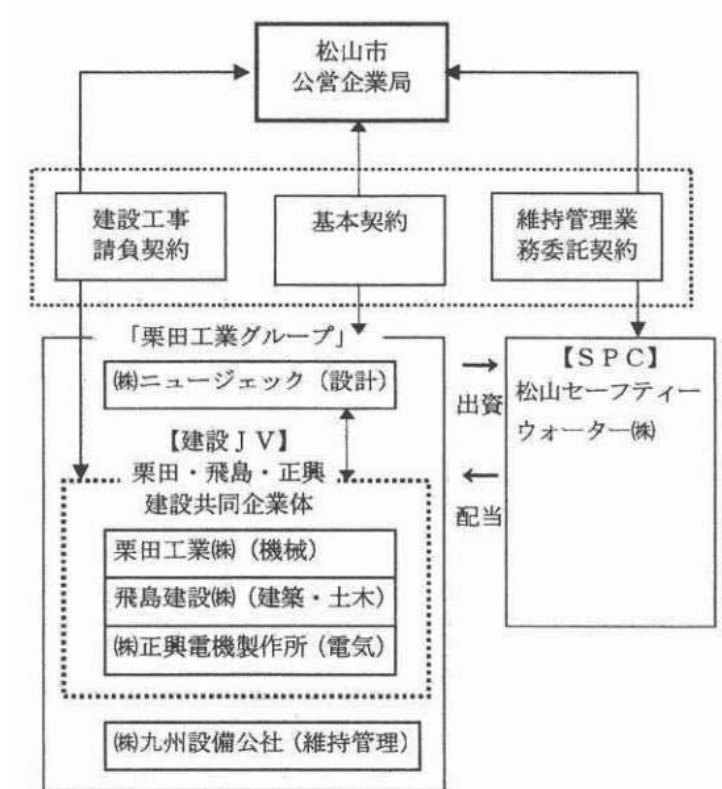 松山市
公営企業局
建設工事
請負契約
基本契約
維持管理業
務委託契約
「栗田工業グループ」
㈱ニュージェック（設計）
【建設ＪＶ】
栗田・飛島・正興
建設共同企業体
栗田工業㈱（機械）
飛島建設㈱（建築・土木）
㈱正興電機製作所（電気）
㈱九州設備公社（維持管理）
→
出資
←
配当
【ＳＰＣ】
松山セーフティー
ウォーター㈱